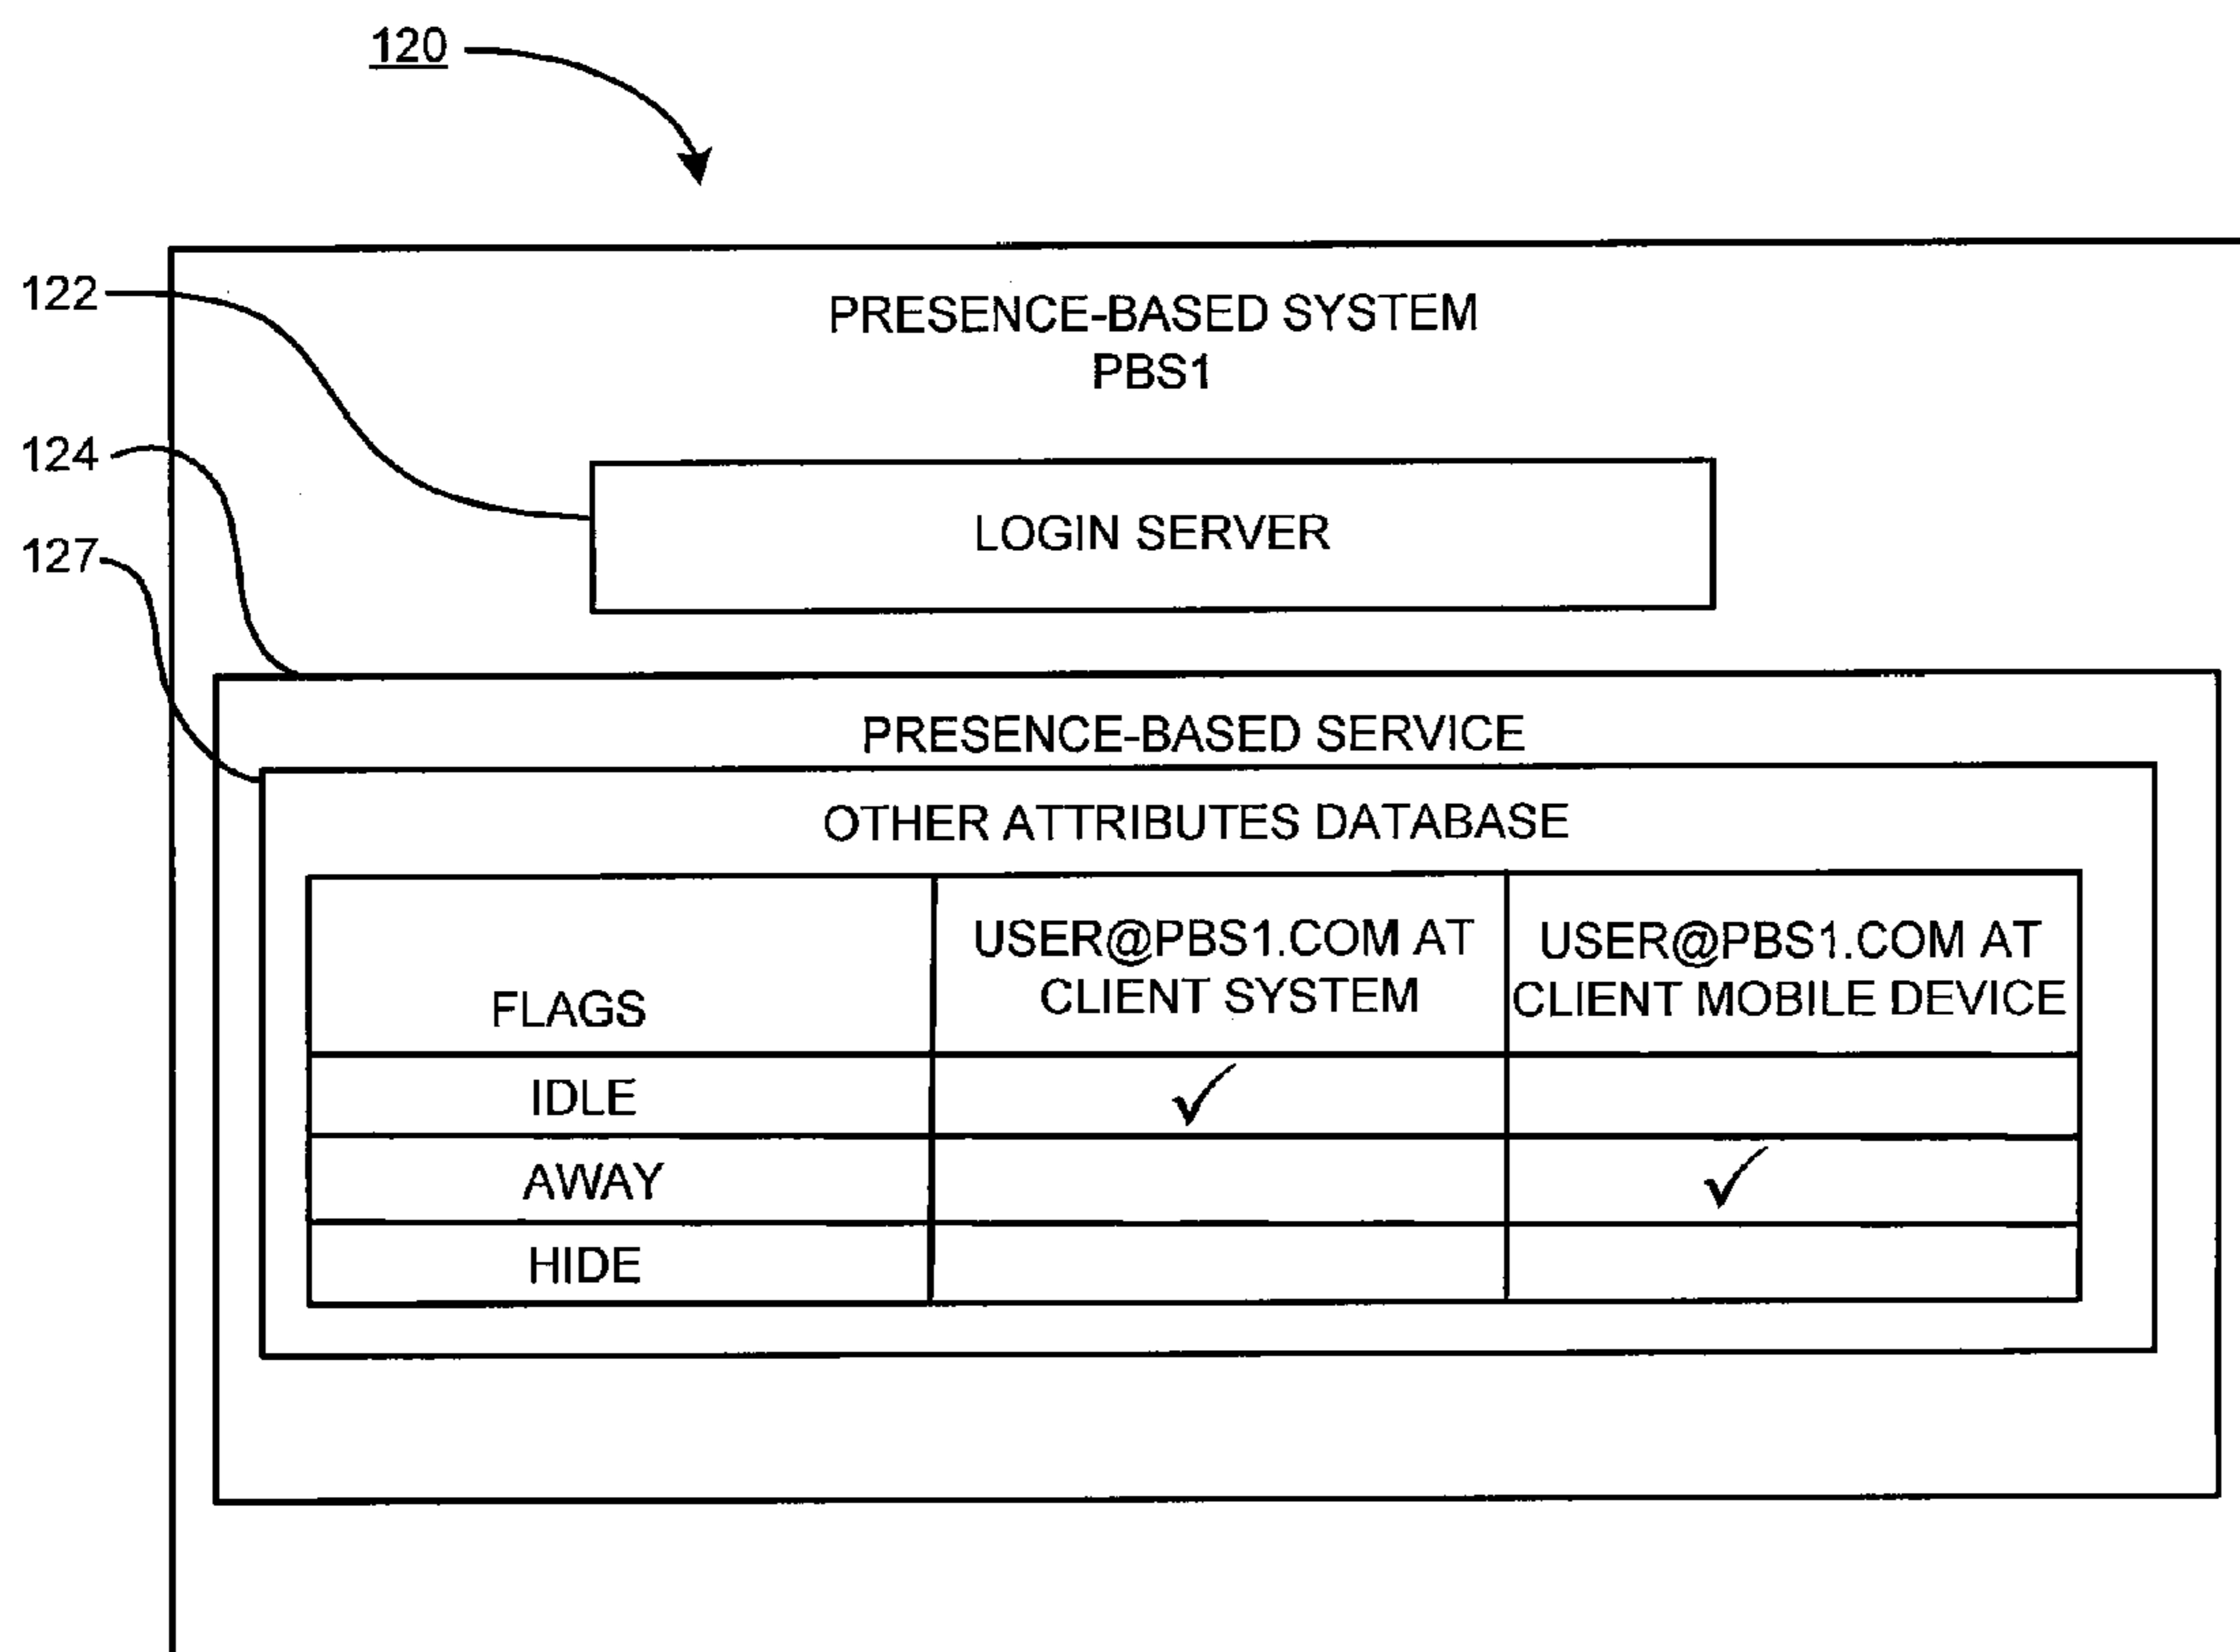 120
122
PRESENCE-BASED SYSTEM
PBS1
124
LOGIN SERVER
127
PRESENCE-BASED SERVICE
OTHER ATTRIBUTES DATABASE
FLAGS
USER@PBS1.COM AT
CLIENT SYSTEM
USER@PBS1.COM AT
CLIENT MOBILE DEVICE
IDLE ✓
AWAY ✓
HIDE